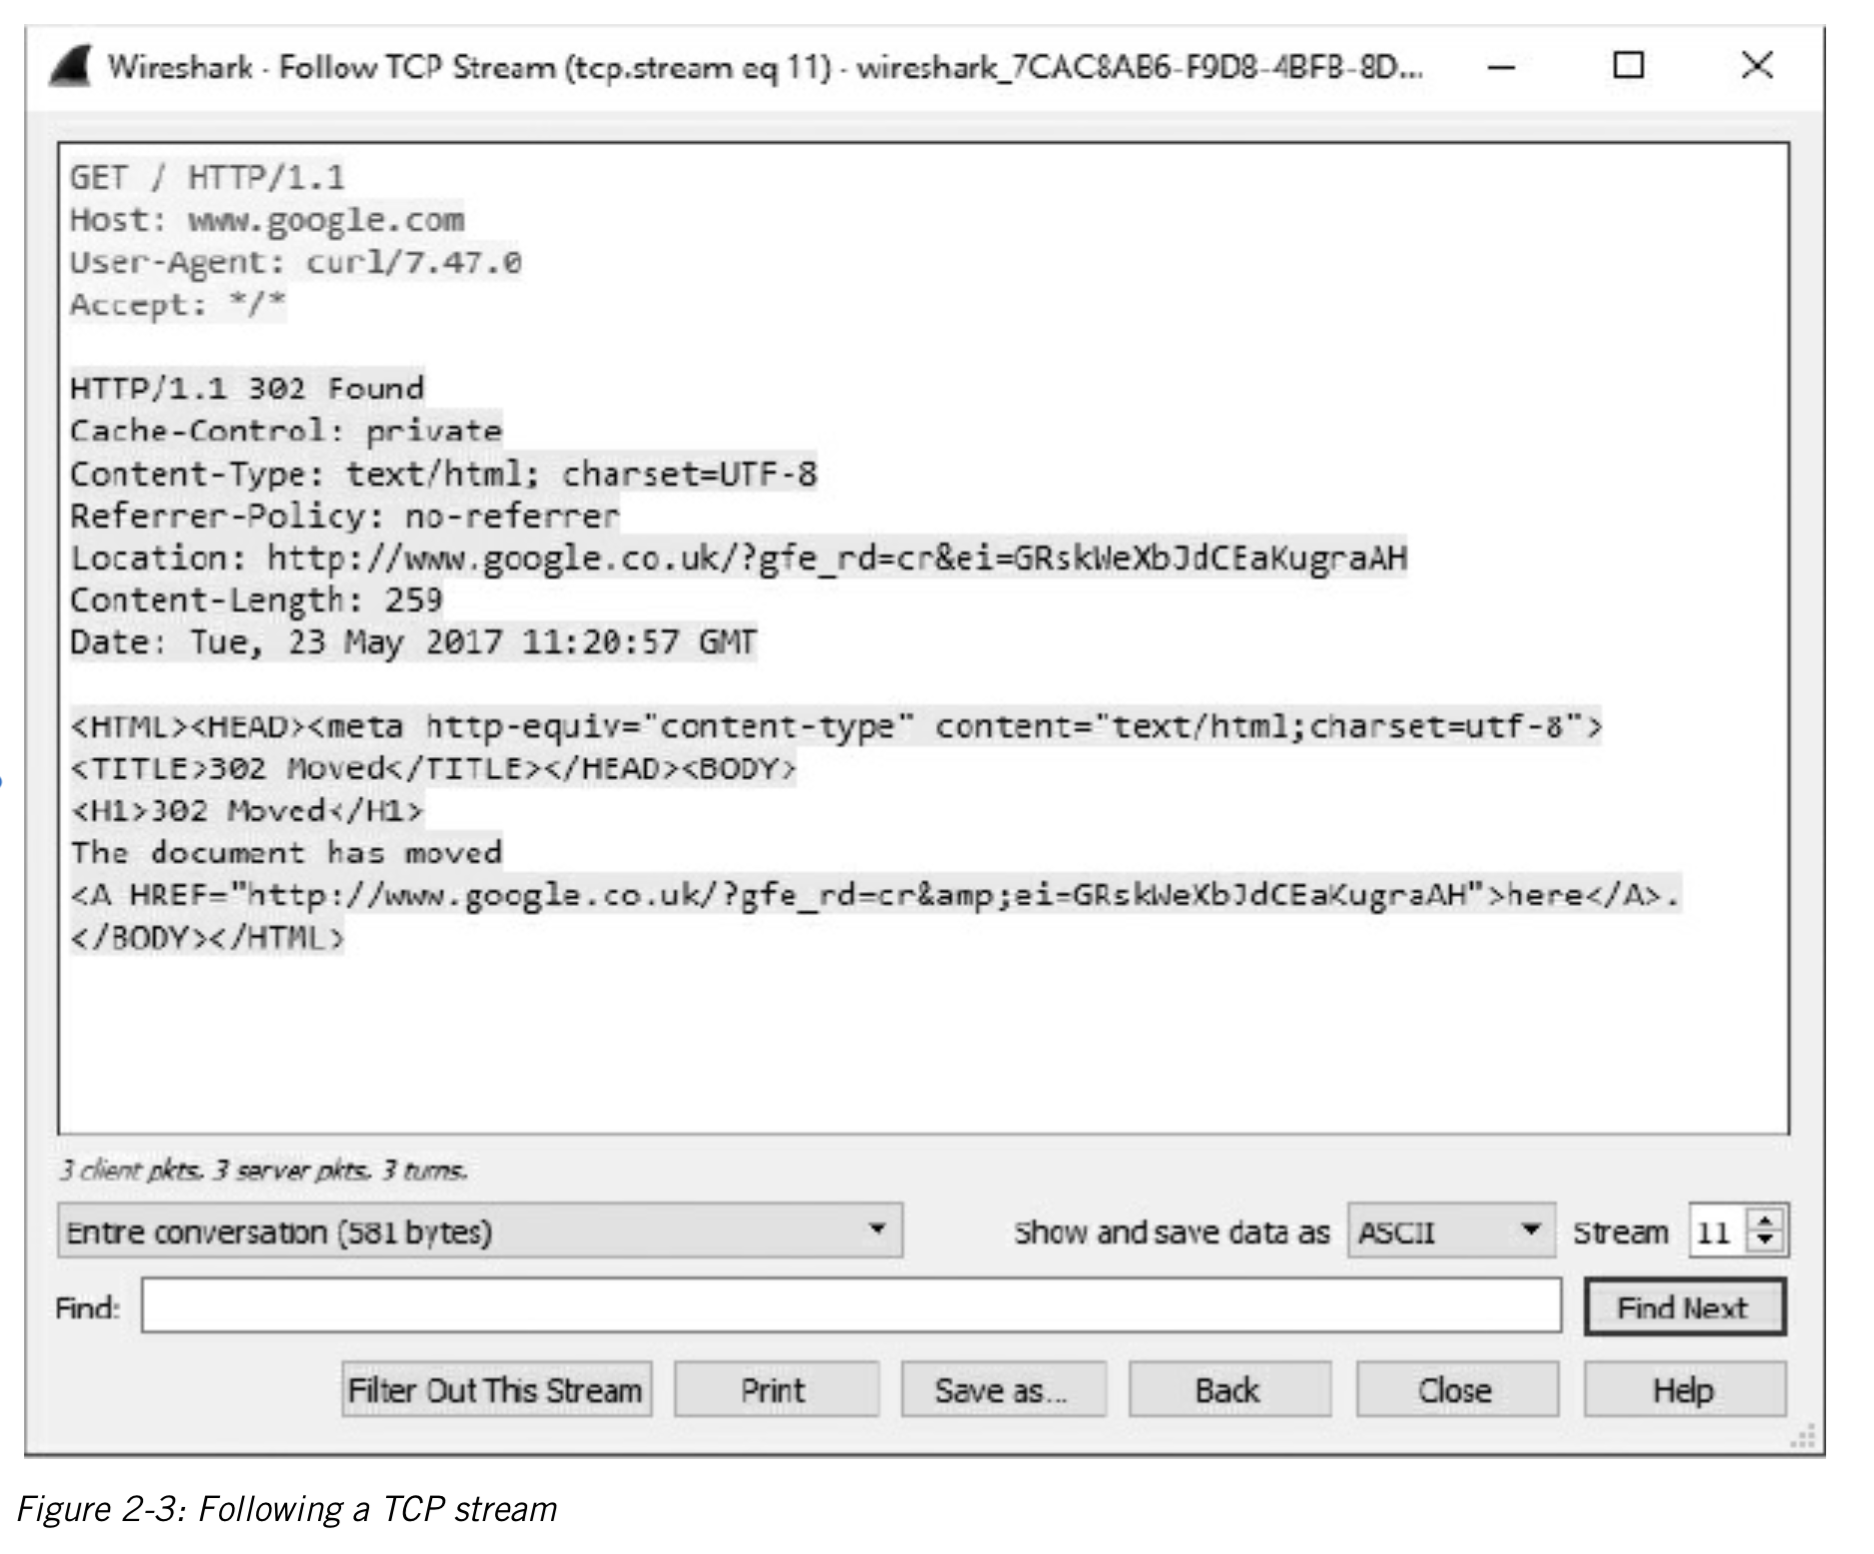 Wireshark · Follow TCP Stream (tcp.stream eq 11) · wireshark_7CAC8AB6-F9D8-4BFB-8D...
GET / HTTP/1.1
Host: www.google.com
User-Agent: curl/7.47.0
Accept: */*
HTTP/1.1 302 Found
Cache-Control: private
Content-Type: text/html; charset=UTF-8
Referrer-Policy: no-referrer
Location: http://www.google.co.uk/?gfe_rd=cr&ei=GRskWeXbJdCEaKugraAH
Content-Length: 259
Date: Tue, 23 May 2017 11:20:57 GMT
<HTML><HEAD><meta http-equiv="content-type" content="text/html;charset=utf-8">
<TITLE>302 Moved</TITLE></HEAD><BODY>
<H1>302 Moved</H1>
The document has moved
<A HREF="http://www.google.co.uk/?gfe_rd=cr&amp;ei=GRskWeXbJdCEaKugraAH">here</A>.
</BODY></HTML>
3 client pkts, 3 server pkts, 3 turns.
Entire conversation (581 bytes) Show and save data as ASCII Stream 11
Find: Find Next
Filter Out This Stream Print Save as... Back Close Help
Figure 2-3: Following a TCP stream